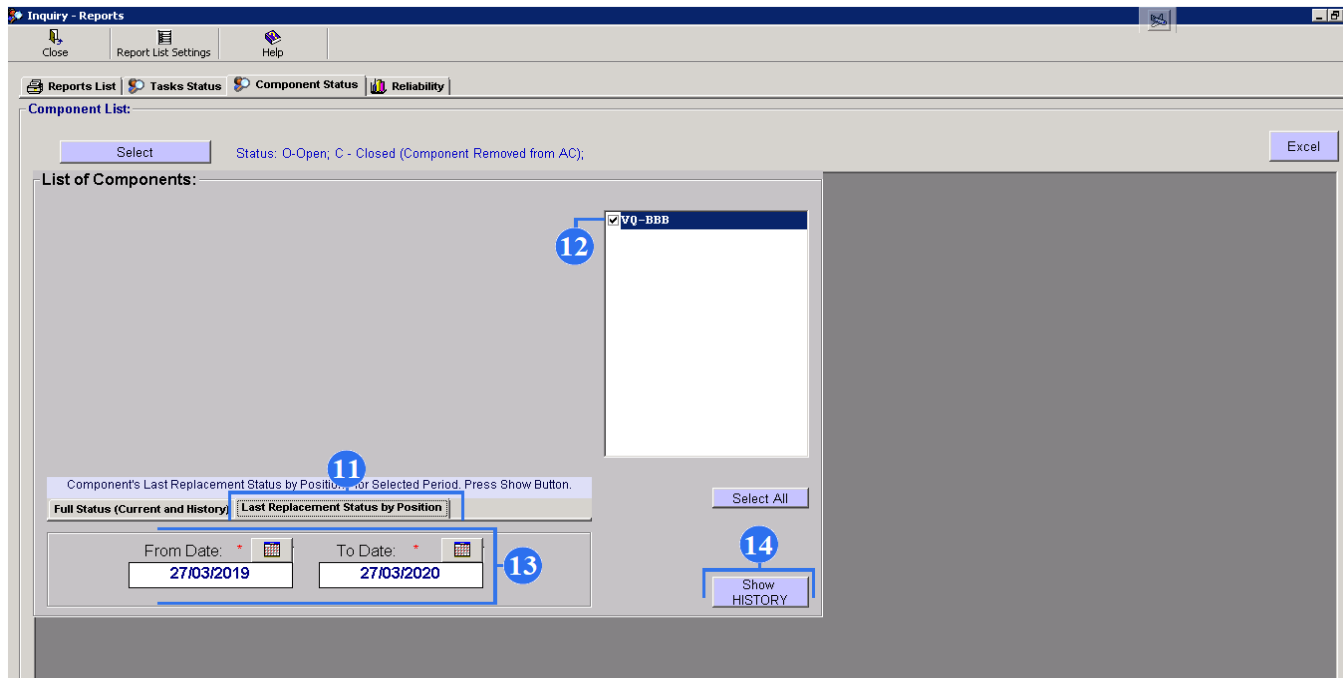 Inquiry - Reports
Close
Report List Settings
Help
Reports List
Tasks Status
Component Status
Reliability
Component List:
Select
Status: O-Open; C - Closed (Component Removed from AC);
Excel
List of Components:
VQ-BBB
12
11
Component's Last Replacement Status by Position for Selected Period. Press Show Button.
Full Status (Current and History)
Last Replacement Status by Position
Select All
From Date: *
To Date: *
27/03/2019
27/03/2020
13
14
Show
HISTORY